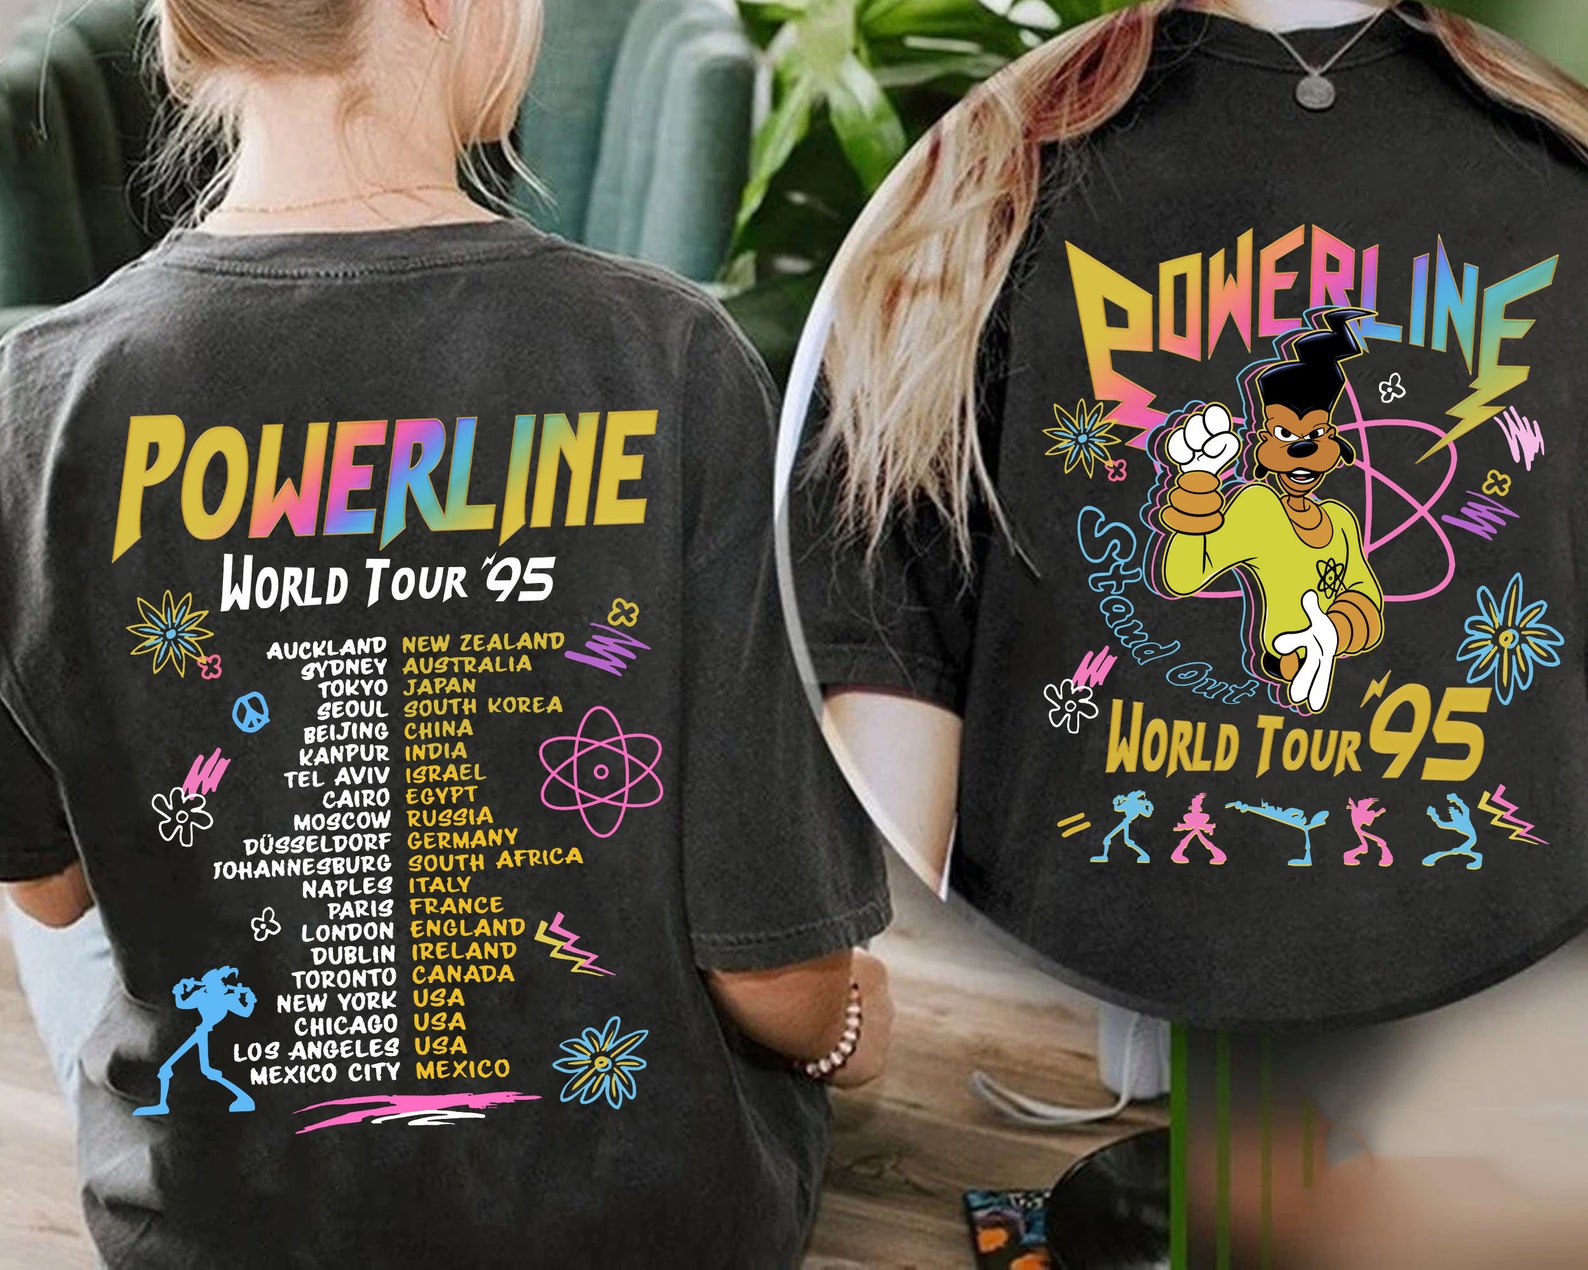 POWERLINE
WORLD TOUR '95
AUCKLAND NEW ZEALAND
SYDNEY AUSTRALIA
TOKYO JAPAN
SEOUL SOUTH KOREA
BEIJING CHINA
KANPUR INDIA
TEL AVIV ISRAEL
CAIRO EGYPT
MOSCOW RUSSIA
DÜSSELDORF GERMANY
JOHANNESBURG SOUTH AFRICA
NAPLES ITALY
PARIS FRANCE
LONDON ENGLAND
DUBLIN IRELAND
TORONTO CANADA
NEW YORK USA
CHICAGO USA
LOS ANGELES USA
MEXICO CITY MEXICO
POWERLINE
Stand Out
WORLD TOUR '95